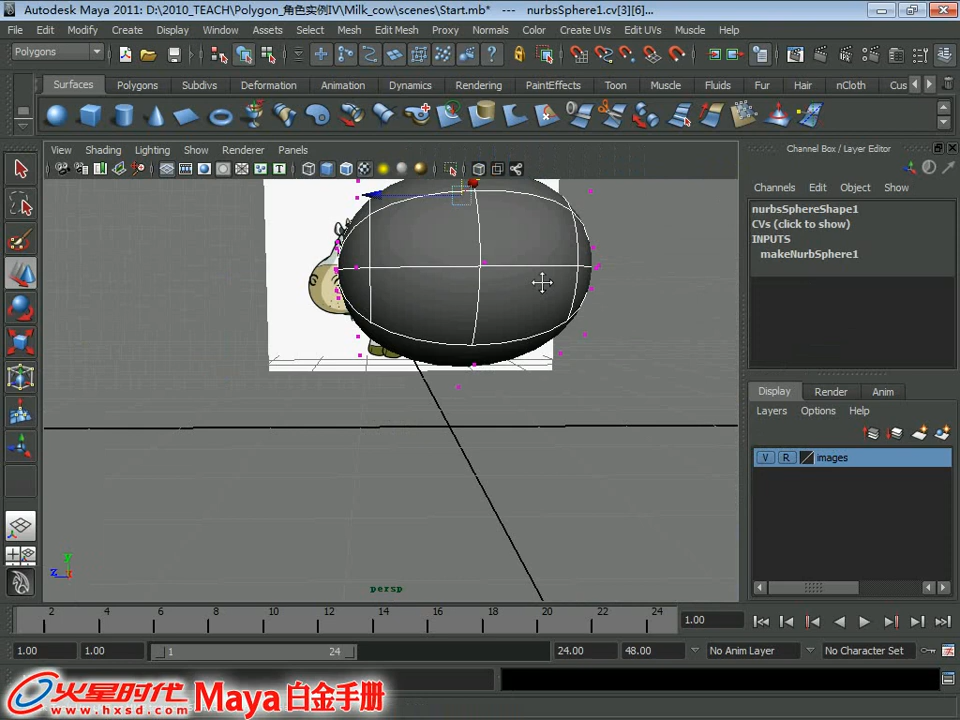 Autodesk Maya 2011: D:\2010_TEACH\Polygon_角色实例IV\Milk_cow\scenes\Start.mb* --- nurbsSphere1.cv[3][6]...
File Edit Modify Create Display Window Assets Select Mesh Edit Mesh Proxy Normals Color Create UVs Edit UVs Muscle Help
Polygons
Surfaces Polygons Subdivs Deformation Animation Dynamics Rendering PaintEffects Toon Muscle Fluids Fur Hair nCloth Cus
View Shading Lighting Show Renderer Panels
Channel Box / Layer Editor
Channels Edit Object Show
nurbsSphereShape1
CVs (click to show)
INPUTS
makeNurbSphere1
Display Render Anim
Layers Options Help
V R images
y
z
persp
2 4 6 8 10 12 14 16 18 20 22 24
1.00
1.00 1.00 1 24 24.00 48.00 No Anim Layer No Character Set
火星时代 Maya 白金手册
www.hxsd.com